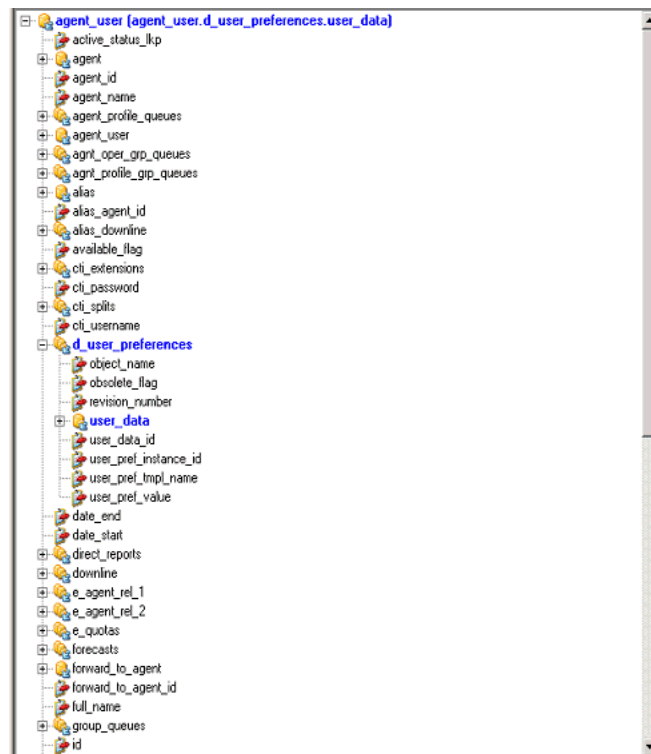 agent_user (agent_user.d_user_preferences.user_data)
active_status_lkp
agent
agent_id
agent_name
agent_profile_queues
agent_user
agnt_oper_grp_queues
agnt_profile_grp_queues
alias
alias_agent_id
alias_downline
available_flag
cti_extensions
cti_password
cti_splits
cti_username
d_user_preferences
object_name
obsolete_flag
revision_number
user_data
user_data_id
user_pref_instance_id
user_pref_tmpl_name
user_pref_value
date_end
date_start
direct_reports
downline
e_agent_rel_1
e_agent_rel_2
e_quotas
forecasts
forward_to_agent
forward_to_agent_id
full_name
group_queues
id